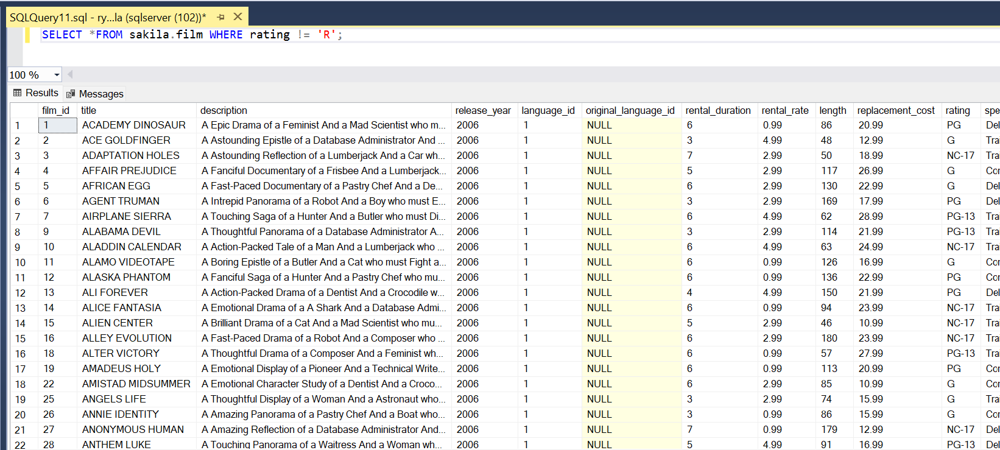 SQLQuery11.sql - ry...la (sqlserver (102))*
SELECT *FROM sakila.film WHERE rating != 'R';
100 %
Results Messages
film_id title description release_year language_id original_language_id rental_duration rental_rate length replacement_cost rating spe
1 1 ACADEMY DINOSAUR A Epic Drama of a Feminist And a Mad Scientist who m... 2006 1 NULL 6 0.99 86 20.99 PG Del
2 2 ACE GOLDFINGER A Astounding Epistle of a Database Administrator And ... 2006 1 NULL 3 4.99 48 12.99 G Trai
3 3 ADAPTATION HOLES A Astounding Reflection of a Lumberjack And a Car wh... 2006 1 NULL 7 2.99 50 18.99 NC-17 Trai
4 4 AFFAIR PREJUDICE A Fanciful Documentary of a Frisbee And a Lumberjack... 2006 1 NULL 5 2.99 117 26.99 G Cor
5 5 AFRICAN EGG A Fast-Paced Documentary of a Pastry Chef And a De... 2006 1 NULL 6 2.99 130 22.99 G Del
6 6 AGENT TRUMAN A Intrepid Panorama of a Robot And a Boy who must E... 2006 1 NULL 3 2.99 169 17.99 PG Del
7 7 AIRPLANE SIERRA A Touching Saga of a Hunter And a Butler who must Di... 2006 1 NULL 6 4.99 62 28.99 PG-13 Trai
8 9 ALABAMA DEVIL A Thoughtful Panorama of a Database Administrator A... 2006 1 NULL 3 2.99 114 21.99 PG-13 Trai
9 10 ALADDIN CALENDAR A Action-Packed Tale of a Man And a Lumberjack who ... 2006 1 NULL 6 4.99 63 24.99 NC-17 Trai
10 11 ALAMO VIDEOTAPE A Boring Epistle of a Butler And a Cat who must Fight a... 2006 1 NULL 6 0.99 126 16.99 G Cor
11 12 ALASKA PHANTOM A Fanciful Saga of a Hunter And a Pastry Chef who mu... 2006 1 NULL 6 0.99 136 22.99 PG Cor
12 13 ALI FOREVER A Action-Packed Drama of a Dentist And a Crocodile w... 2006 1 NULL 4 4.99 150 21.99 PG Del
13 14 ALICE FANTASIA A Emotional Drama of a A Shark And a Database Admi... 2006 1 NULL 6 0.99 94 23.99 NC-17 Trai
14 15 ALIEN CENTER A Brilliant Drama of a Cat And a Mad Scientist who mu... 2006 1 NULL 5 2.99 46 10.99 NC-17 Trai
15 16 ALLEY EVOLUTION A Fast-Paced Drama of a Robot And a Composer who ... 2006 1 NULL 6 2.99 180 23.99 NC-17 Trai
16 18 ALTER VICTORY A Thoughtful Drama of a Composer And a Feminist wh... 2006 1 NULL 6 0.99 57 27.99 PG-13 Trai
17 19 AMADEUS HOLY A Emotional Display of a Pioneer And a Technical Write... 2006 1 NULL 6 0.99 113 20.99 PG Cor
18 22 AMISTAD MIDSUMMER A Emotional Character Study of a Dentist And a Croco... 2006 1 NULL 6 2.99 85 10.99 G Cor
19 25 ANGELS LIFE A Thoughtful Display of a Woman And a Astronaut who... 2006 1 NULL 3 2.99 74 15.99 G Trai
20 26 ANNIE IDENTITY A Amazing Panorama of a Pastry Chef And a Boat who... 2006 1 NULL 3 0.99 86 15.99 G Cor
21 27 ANONYMOUS HUMAN A Amazing Reflection of a Database Administrator And... 2006 1 NULL 7 0.99 179 12.99 NC-17 Del
22 28 ANTHEM LUKE A Touching Panorama of a Waitress And a Woman wh... 2006 1 NULL 5 4.99 91 16.99 PG-13 Del